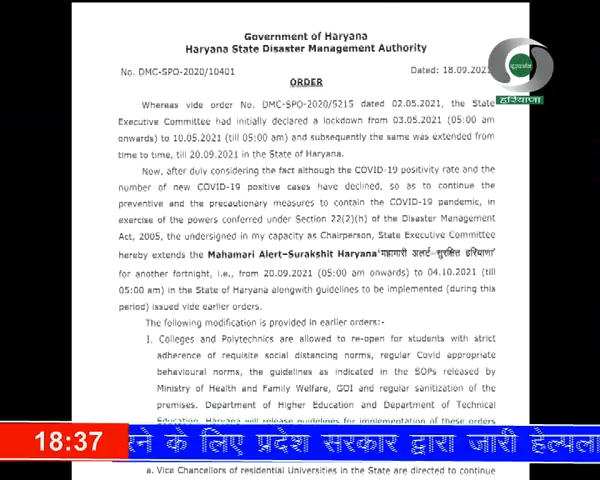 Government of Haryana
Haryana State Disaster Management Authority
No. DMC-SPO-2020/10401 Dated: 18.09.2021
हरियाणा
ORDER
Whereas vide order No. DMC-SPO-2020/5215 dated 02.05.2021, the State
Executive Committee had initially declared a lockdown from 03.05.2021 (05:00 am
onwards) to 10.05.2021 (till 05:00 am) and subsequently the same was extended from
time to time, till 20.09.2021 in the State of Haryana.
Now, after duly considering the fact although the COVID-19 positivity rate and the
number of new COVID-19 positive cases have declined, so as to continue the
preventive and the precautionary measures to contain the COVID-19 pandemic, in
exercise of the powers conferred under Section 22(2)(h) of the Disaster Management
Act, 2005, the undersigned in my capacity as Chairperson, State Executive Committee
hereby extends the Mahamari Alert–Surakshit Haryana'महामारी अलर्ट–सुरक्षित हरियाणा'
for another fortnight, i.e., from 20.09.2021 (05:00 am onwards) to 04.10.2021 (till
05:00 am) in the State of Haryana alongwith guidelines to be implemented (during this
period) issued vide earlier orders.
The following modification is provided in earlier orders:-
I. Colleges and Polytechnics are allowed to re-open for students with strict
adherence of requisite social distancing norms, regular Covid appropriate
behavioural norms, the guidelines as indicated in the SOPs released by
Ministry of Health and Family Welfare, GOI and regular sanitization of the
premises. Department of Higher Education and Department of Technical
Education, Haryana will release guidelines for implementation of these orders
18:37 रने के लिए प्रदेश सरकार द्वारा जारी हेल्पला
a. Vice Chancellors of residential Universities in the State are directed to continue